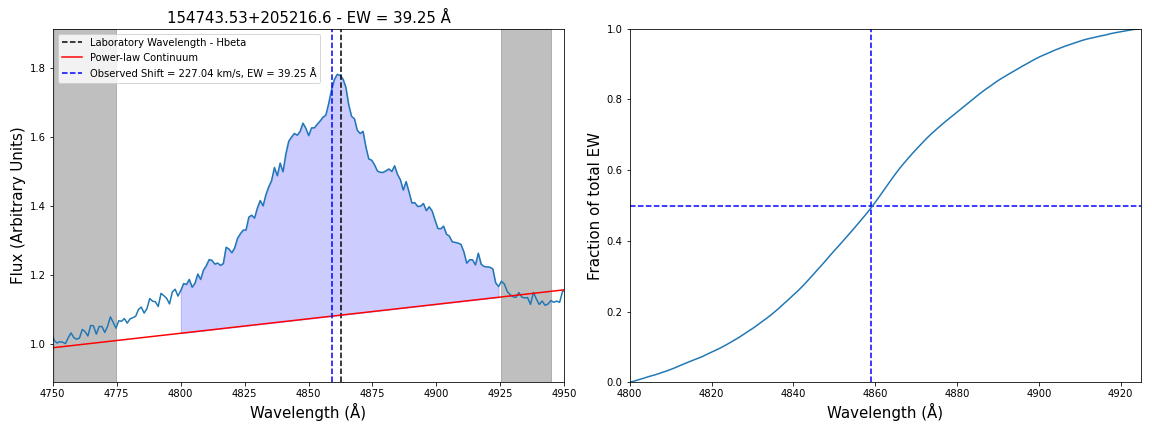 154743.53+205216.6 - EW = 39.25 Å
Laboratory Wavelength - Hbeta
Power-law Continuum
Observed Shift = 227.04 km/s, EW = 39.25 Å
Flux (Arbitrary Units)
1.8
1.6
1.4
1.2
1.0
4750 4775 4800 4825 4850 4875 4900 4925 4950
Wavelength (Å)
Fraction of total EW
1.0
0.8
0.6
0.4
0.2
0.0
4800 4820 4840 4860 4880 4900 4920
Wavelength (Å)